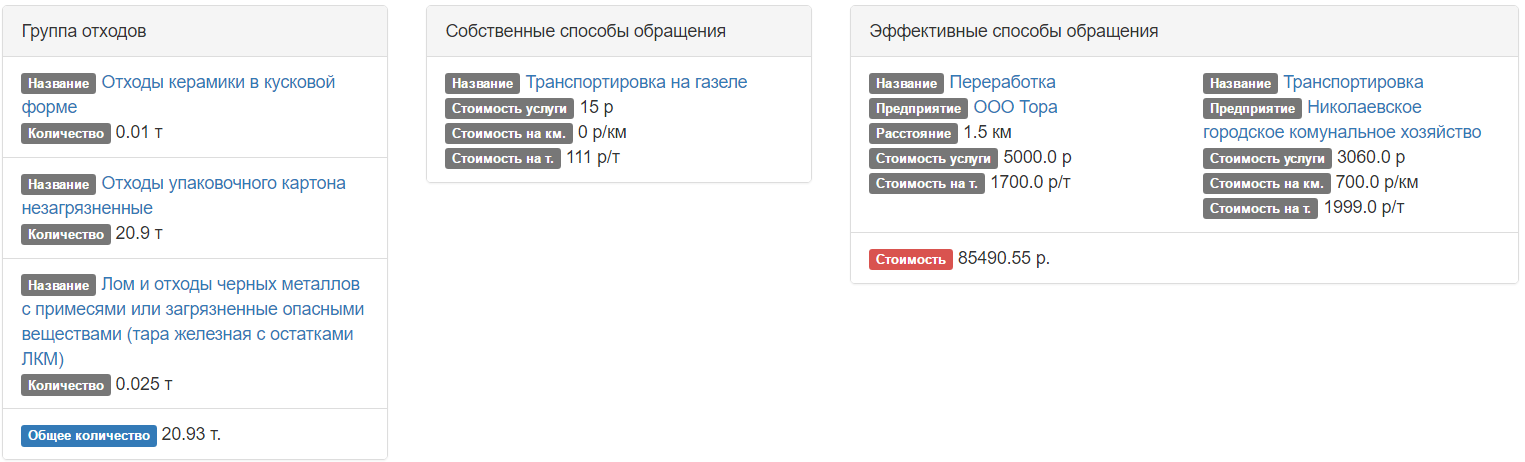 Группа отходов
Название Отходы керамики в кусковой
форме
Количество 0.01 т
Название Отходы упаковочного картона
незагрязненные
Количество 20.9 т
Название Лом и отходы черных металлов
с примесями или загрязненные опасными
веществами (тара железная с остатками
ЛКМ)
Количество 0.025 т
Общее количество 20.93 т.
Собственные способы обращения
Название Транспортировка на газеле
Стоимость услуги 15 р
Стоимость на км. 0 р/км
Стоимость на т. 111 р/т
Эффективные способы обращения
Название Переработка
Предприятие ООО Тора
Расстояние 1.5 км
Стоимость услуги 5000.0 р
Стоимость на т. 1700.0 р/т
Название Транспортировка
Предприятие Николаевское
городское комунальное хозяйство
Стоимость услуги 3060.0 р
Стоимость на км. 700.0 р/км
Стоимость на т. 1999.0 р/т
Стоимость 85490.55 р.